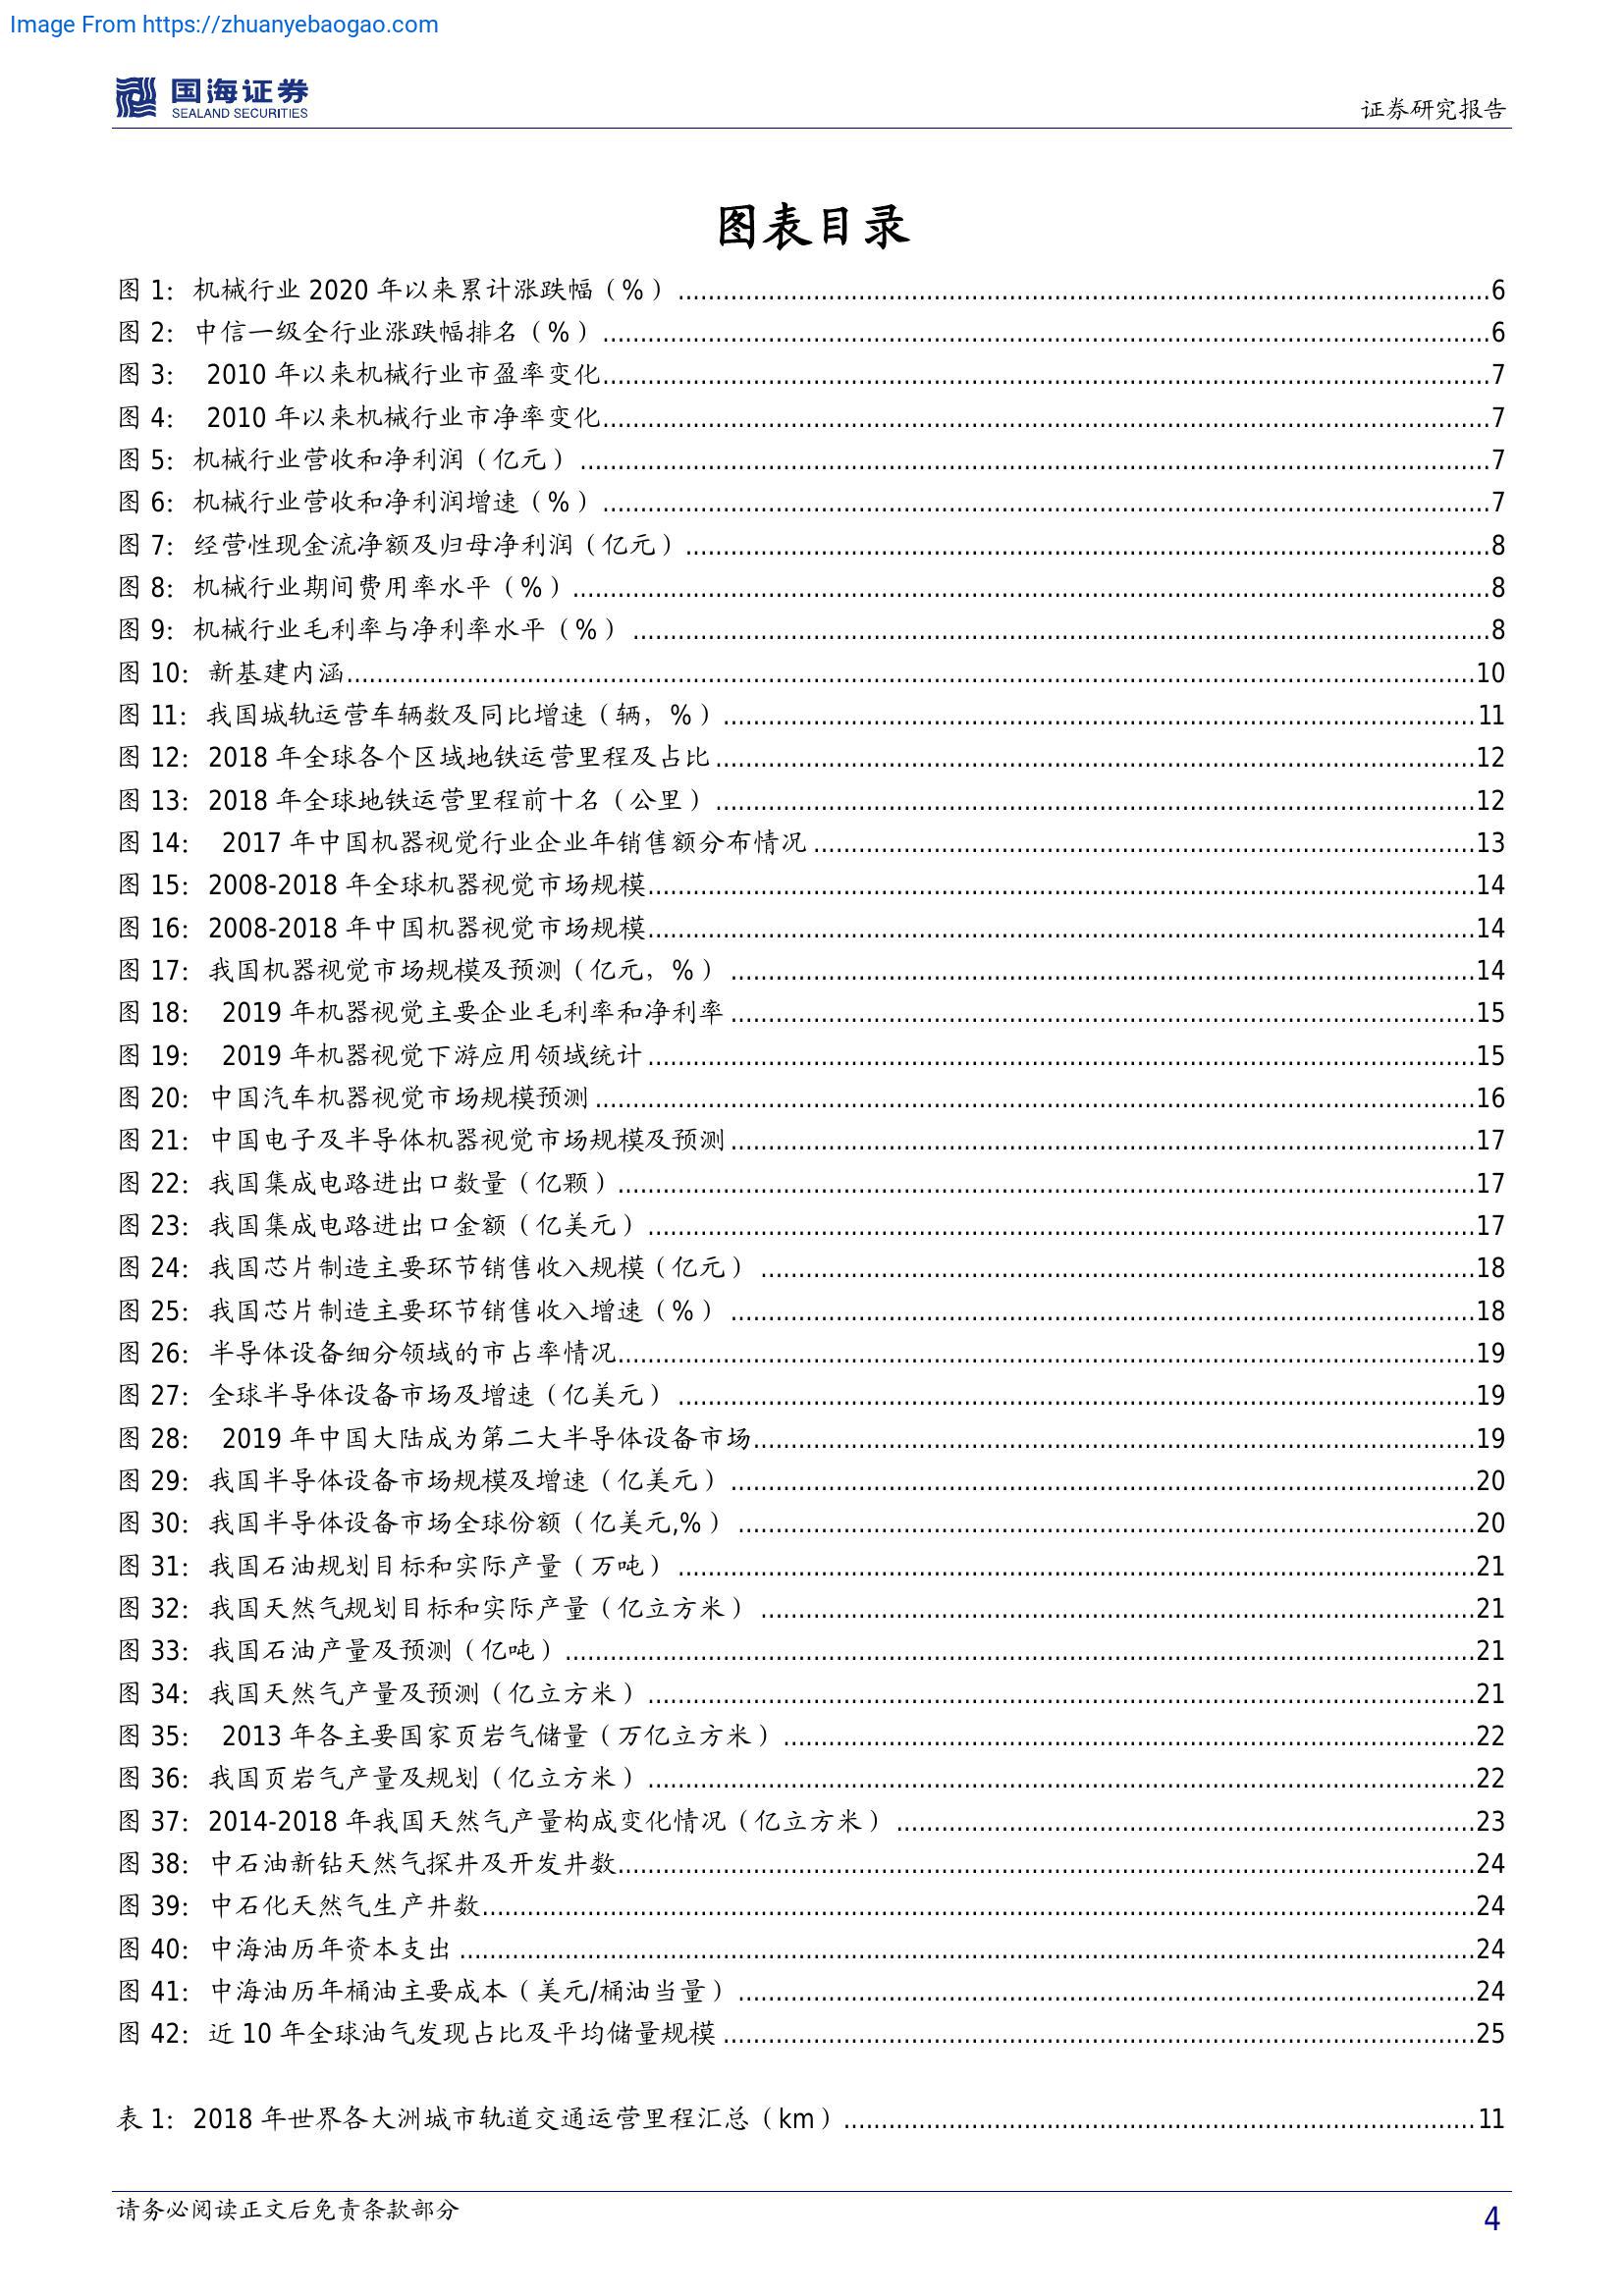 Image From https://zhuanyebaogao.com
国海证券
SEALAND SECURITIES
证券研究报告
图表目录
图 1：机械行业 2020 年以来累计涨跌幅（%）...6
图 2：中信一级全行业涨跌幅排名（%）...6
图 3： 2010 年以来机械行业市盈率变化...7
图 4： 2010 年以来机械行业市净率变化...7
图 5：机械行业营收和净利润（亿元）...7
图 6：机械行业营收和净利润增速（%）...7
图 7：经营性现金流净额及归母净利润（亿元）...8
图 8：机械行业期间费用率水平（%）...8
图 9：机械行业毛利率与净利率水平（%）...8
图 10：新基建内涵...10
图 11：我国城轨运营车辆数及同比增速（辆，%）...11
图 12：2018 年全球各个区域地铁运营里程及占比...12
图 13：2018 年全球地铁运营里程前十名（公里）...12
图 14： 2017 年中国机器视觉行业企业年销售额分布情况...13
图 15：2008-2018 年全球机器视觉市场规模...14
图 16：2008-2018 年中国机器视觉市场规模...14
图 17：我国机器视觉市场规模及预测（亿元，%）...14
图 18： 2019 年机器视觉主要企业毛利率和净利率...15
图 19： 2019 年机器视觉下游应用领域统计...15
图 20：中国汽车机器视觉市场规模预测...16
图 21：中国电子及半导体机器视觉市场规模及预测...17
图 22：我国集成电路进出口数量（亿颗）...17
图 23：我国集成电路进出口金额（亿美元）...17
图 24：我国芯片制造主要环节销售收入规模（亿元）...18
图 25：我国芯片制造主要环节销售收入增速（%）...18
图 26：半导体设备细分领域的市占率情况...19
图 27：全球半导体设备市场及增速（亿美元）...19
图 28： 2019 年中国大陆成为第二大半导体设备市场...19
图 29：我国半导体设备市场规模及增速（亿美元）...20
图 30：我国半导体设备市场全球份额（亿美元,%）...20
图 31：我国石油规划目标和实际产量（万吨）...21
图 32：我国天然气规划目标和实际产量（亿立方米）...21
图 33：我国石油产量及预测（亿吨）...21
图 34：我国天然气产量及预测（亿立方米）...21
图 35： 2013 年各主要国家页岩气储量（万亿立方米）...22
图 36：我国页岩气产量及规划（亿立方米）...22
图 37：2014-2018 年我国天然气产量构成变化情况（亿立方米）...23
图 38：中石油新钻天然气探井及开发井数...24
图 39：中石化天然气生产井数...24
图 40：中海油历年资本支出...24
图 41：中海油历年桶油主要成本（美元/桶油当量）...24
图 42：近 10 年全球油气发现占比及平均储量规模...25
表 1：2018 年世界各大洲城市轨道交通运营里程汇总（km）...11
请务必阅读正文后免责条款部分
4